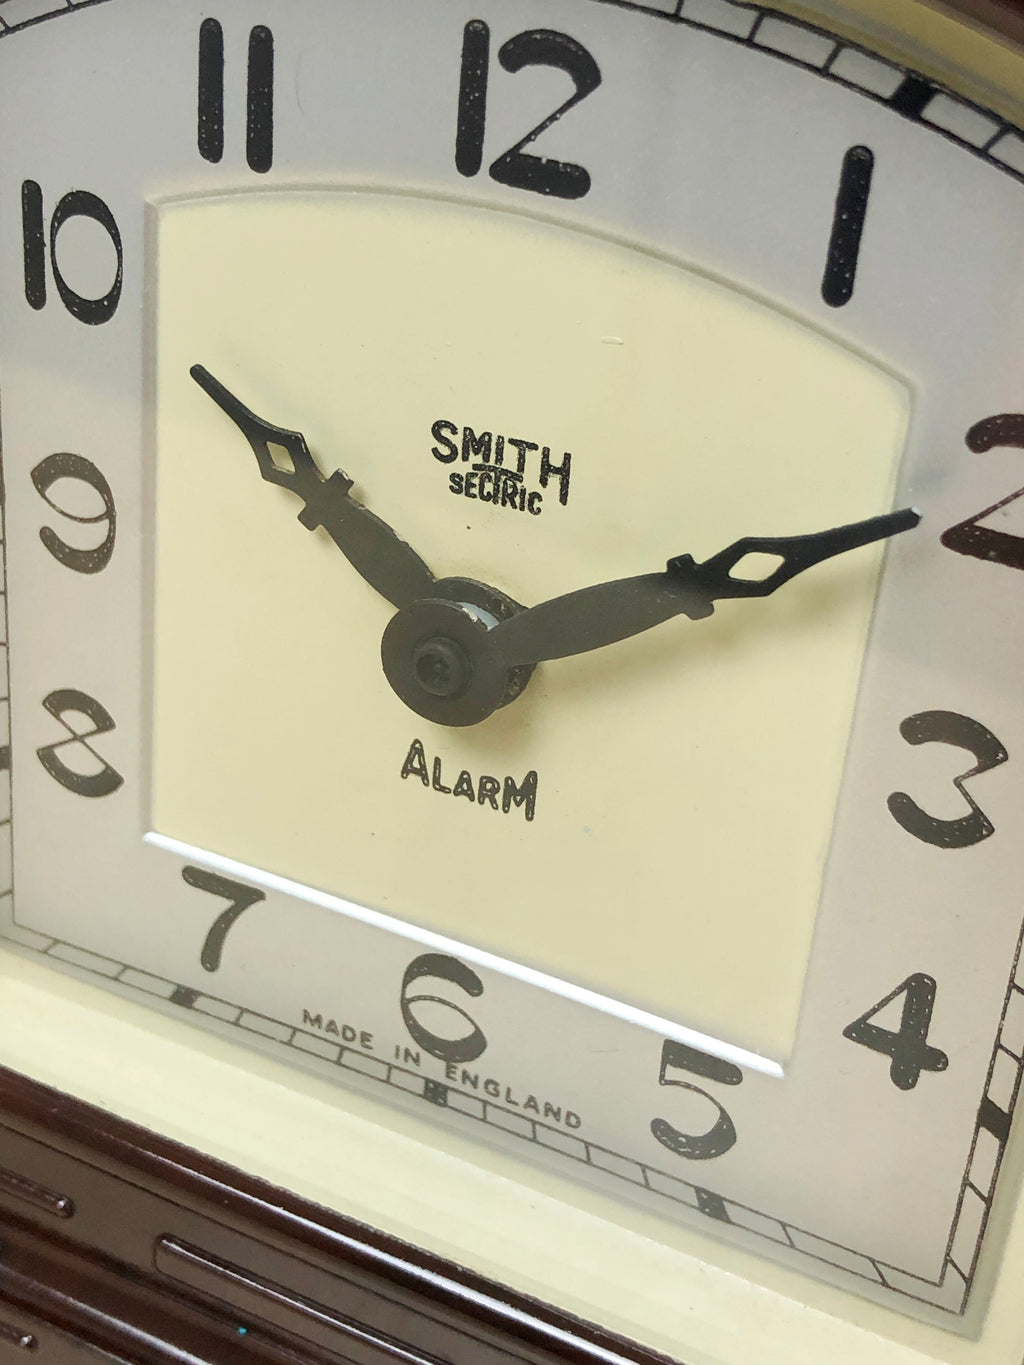 11 12 1
10 2
SMITH
SECTRIC
9 3
ALARM
8 4
7 6 5
MADE IN ENGLAND